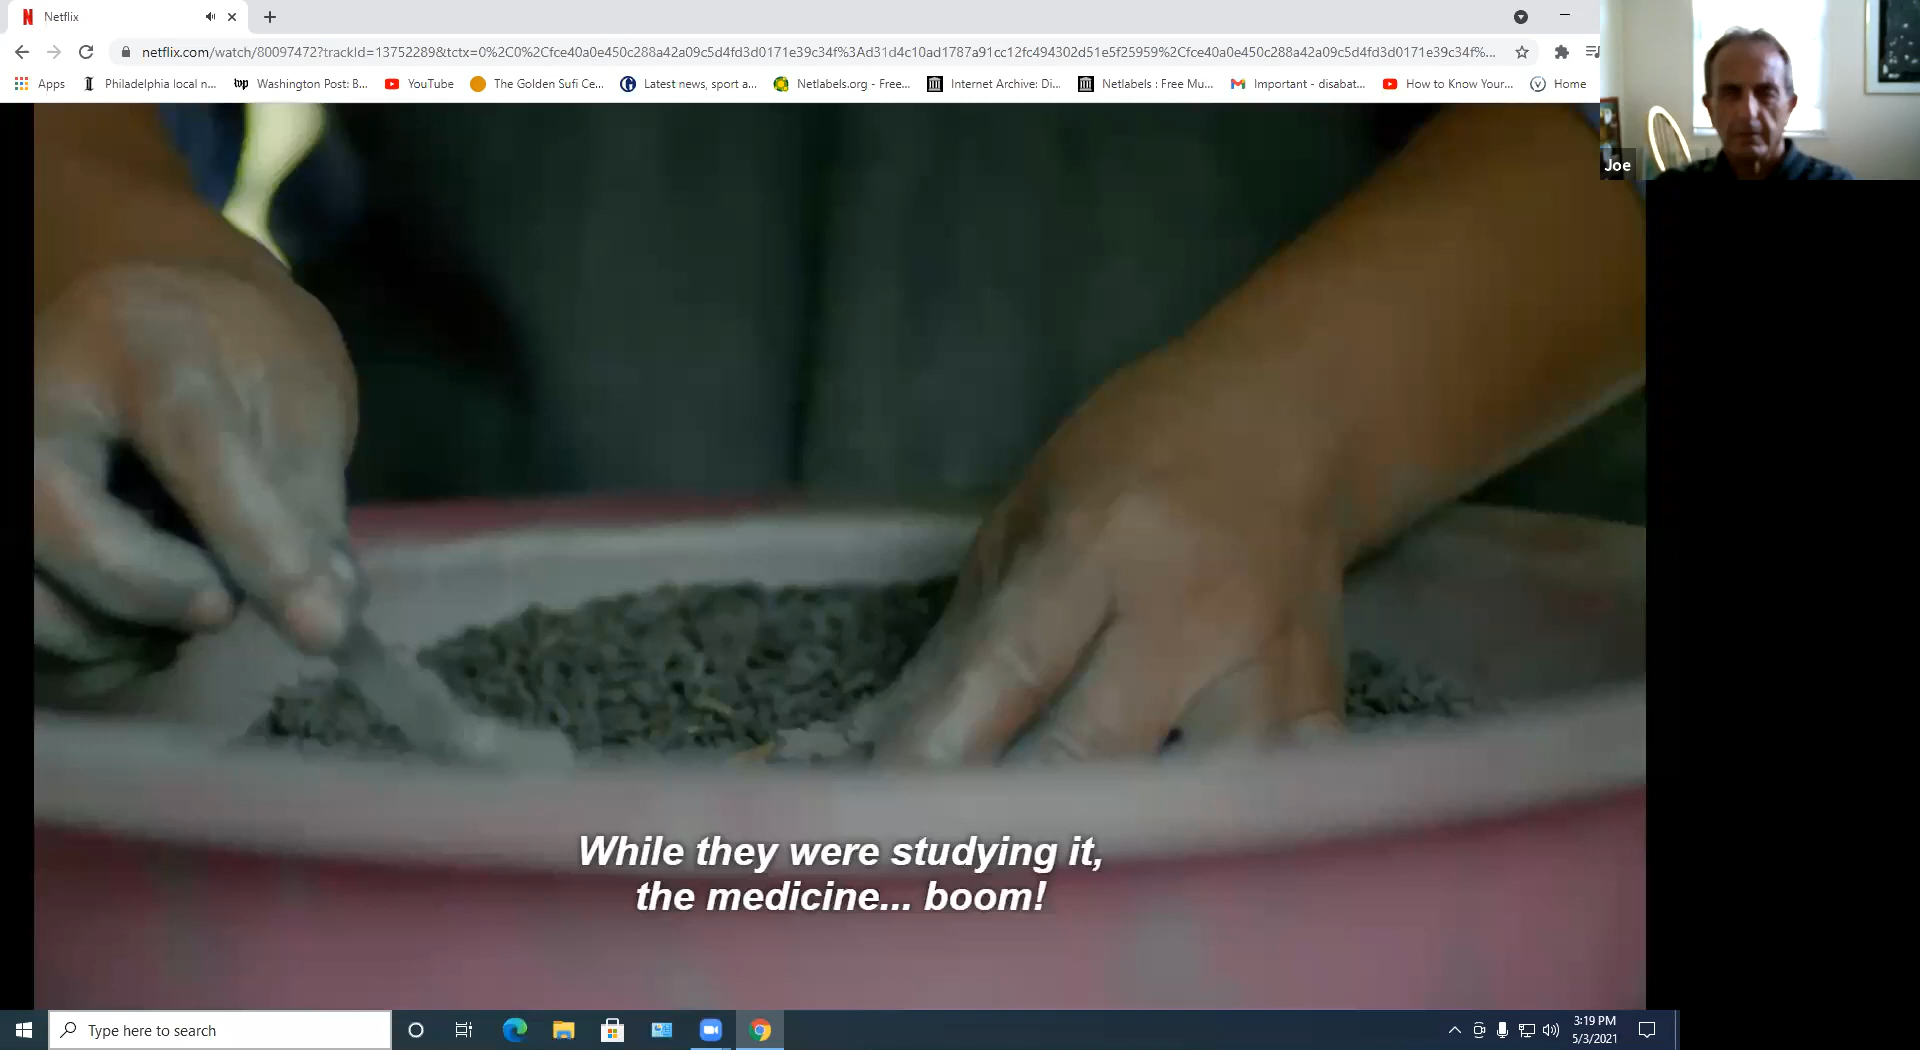 Netflix
netflix.com/watch/80097472?trackId=13752289&tctx=0%2C0%2Cfce40a0e450c288a42a09c5d4fd3d0171e39c34f%3Ad31d4c10ad1787a91cc12fc494302d51e5f25959%2Cfce40a0e450c288a42a09c5d4fd3d0171e39c34f%...
Apps Philadelphia local n... wp Washington Post: B... YouTube The Golden Sufi Ce... Latest news, sport a... Netlabels.org - Free... Internet Archive: Di... Netlabels : Free Mu... Important - disabat... How to Know Your... Home
Joe
While they were studying it,
the medicine... boom!
Type here to search
3:19 PM
5/3/2021